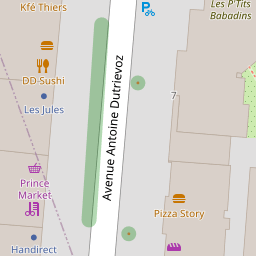 Kfé Thiers
Les P'Tits
Babadins
DD Sushi
Les Jules
7
Avenue Antoine Dutrievoz
Prince
Market
Pizza Story
Handirect